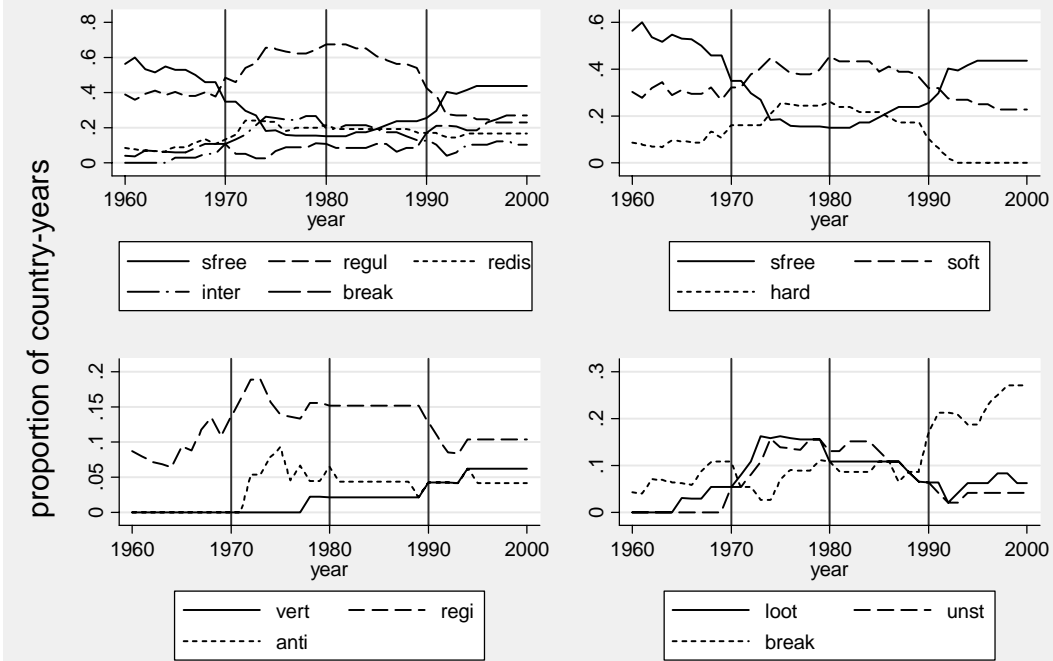 proportion of country-years
0 .2 .4 .6 .8
1960 1970 1980 1990 2000
year
sfree regul redis
inter break
0 .2 .4 .6
1960 1970 1980 1990 2000
year
sfree soft
hard
0 .05 .1 .15 .2
1960 1970 1980 1990 2000
year
vert regi
anti
0 .1 .2 .3
1960 1970 1980 1990 2000
year
loot unst
break